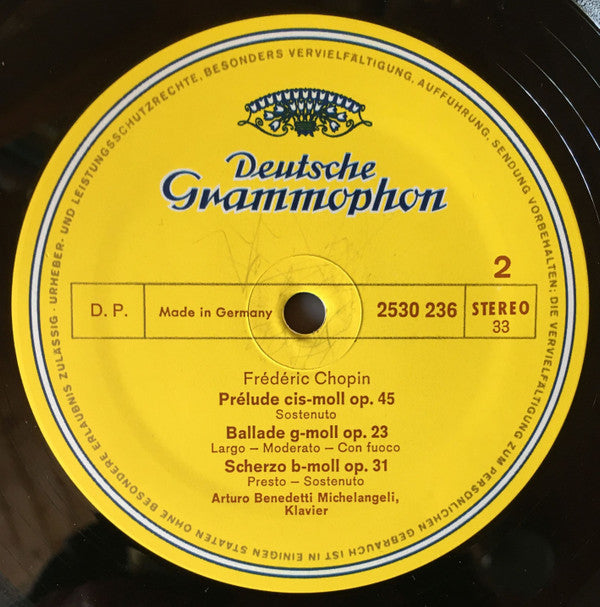 Deutsche
Grammophon
2
D. P.
Made in Germany
2530 236
STEREO
33
Frédéric Chopin
Prélude cis-moll op. 45
Sostenuto
Ballade g-moll op. 23
Largo – Moderato – Con fuoco
Scherzo b-moll op. 31
Presto – Sostenuto
Arturo Benedetti Michelangeli,
Klavier
URHEBER- UND LEISTUNGSSCHUTZRECHTE, BESONDERS VERVIELFÄLTIGUNG, AUFFÜHRUNG, SENDUNG VORBEHALTEN: DIE VERVIELFÄLTIGUNG ZUM PERSÖNLICHEN GEBRAUCH IST IN EINIGEN STAATEN OHNE BESONDERE ERLAUBNIS ZULÄSSIG ·